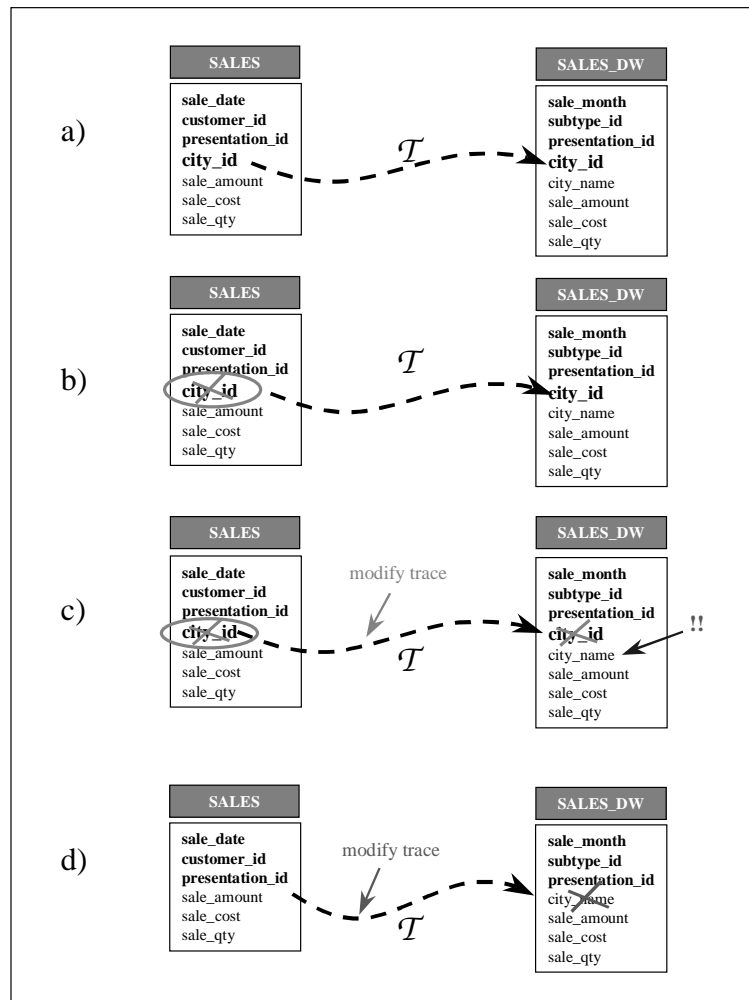 a)
SALES
sale_date
customer_id
presentation_id
city_id
sale_amount
sale_cost
sale_qty
𝒯
SALES_DW
sale_month
subtype_id
presentation_id
city_id
city_name
sale_amount
sale_cost
sale_qty
b)
SALES
sale_date
customer_id
presentation_id
city_id
sale_amount
sale_cost
sale_qty
𝒯
SALES_DW
sale_month
subtype_id
presentation_id
city_id
city_name
sale_amount
sale_cost
sale_qty
c)
SALES
sale_date
customer_id
presentation_id
city_id
sale_amount
sale_cost
sale_qty
modify trace
𝒯
SALES_DW
sale_month
subtype_id
presentation_id
city_id
city_name
sale_amount
sale_cost
sale_qty
!!
d)
SALES
sale_date
customer_id
presentation_id
sale_amount
sale_cost
sale_qty
modify trace
𝒯
SALES_DW
sale_month
subtype_id
presentation_id
city_name
sale_amount
sale_cost
sale_qty